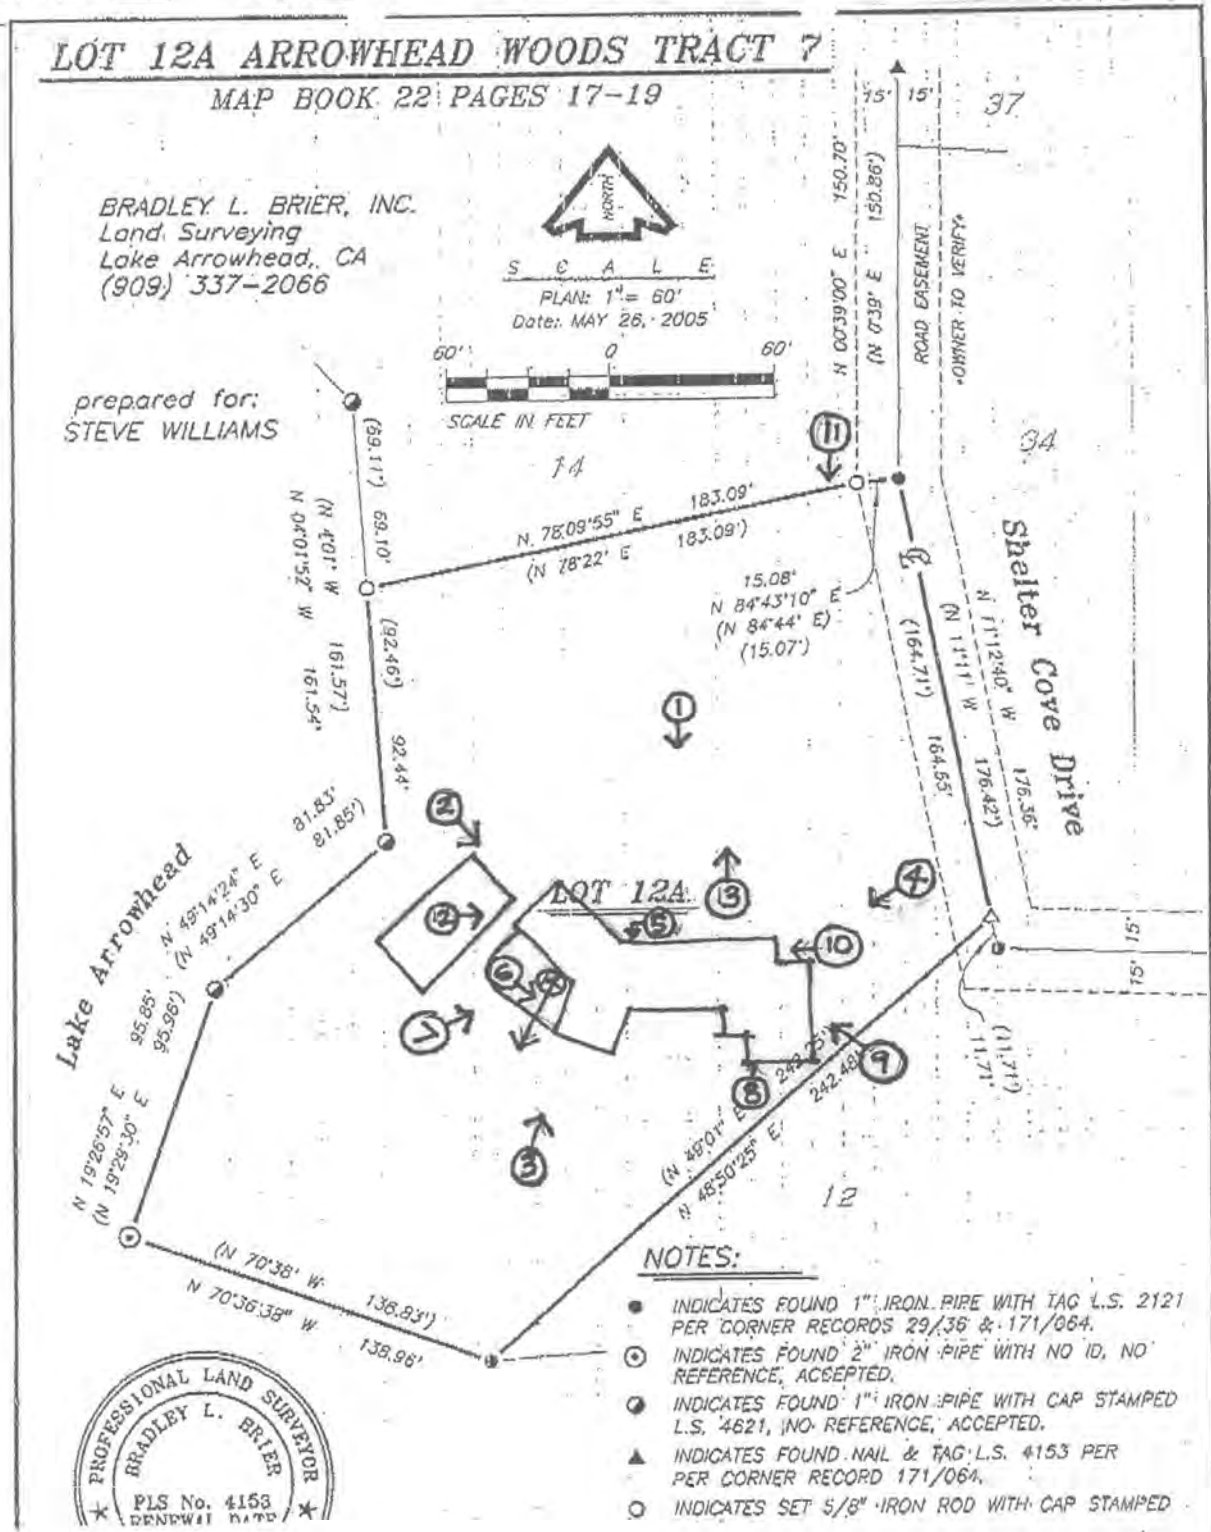 LOT 12A ARROWHEAD WOODS TRACT 7
MAP BOOK 22 PAGES 17-19
BRADLEY L. BRIER, INC.
Land Surveying
Lake Arrowhead, CA
(909) 337-2066
NORTH
SCALE
PLAN: 1"= 60'
Date: MAY 26, 2005
60' 0 60'
SCALE IN FEET
prepared for:
STEVE WILLIAMS
15' 15'
37
N 00°39'00" E 150.70'
(N 0°39' E 150.86')
ROAD EASEMENT
*OWNER TO VERIFY*
34
14
11
(69.11') 69.10'
(N 4°01' W 161.57')
N 04°01'52" W 161.54'
N 78°09'55" E 183.09'
(N 78°22' E 183.09')
15.08'
N 84°43'10" E
(N 84°44' E)
(15.07')
Shelter Cove Drive
N 11°12'40" W 176.36'
(N 11°11' W 176.42')
(164.71') 164.65'
(92.46') 92.44'
1
2
81.83'
81.85')
N 49°14'24" E
(N 49°14'30" E
Lake Arrowhead
LOT 12A
13
4
12
5
10
6
7
95.85'
95.96')
N 19°26'57" E
(N 19°29'30" E
15' 15'
(11.71')
11.71'
9
8
3
242.25')
242.48'
(N 49°01' E
N 48°50'25" E
12
(N 70°38' W 138.83')
N 70°36'38" W 138.96'
NOTES:
INDICATES FOUND 1" IRON PIPE WITH TAG L.S. 2121
PER CORNER RECORDS 29/36 & 171/064.
INDICATES FOUND 2" IRON PIPE WITH NO ID, NO
REFERENCE, ACCEPTED.
INDICATES FOUND 1" IRON PIPE WITH CAP STAMPED
L.S. 4621, NO REFERENCE, ACCEPTED.
INDICATES FOUND NAIL & TAG L.S. 4153 PER
PER CORNER RECORD 171/064.
INDICATES SET 5/8" IRON ROD WITH CAP STAMPED
PROFESSIONAL LAND SURVEYOR
BRADLEY L. BRIER
PLS No. 4153
RENEWAL DATE